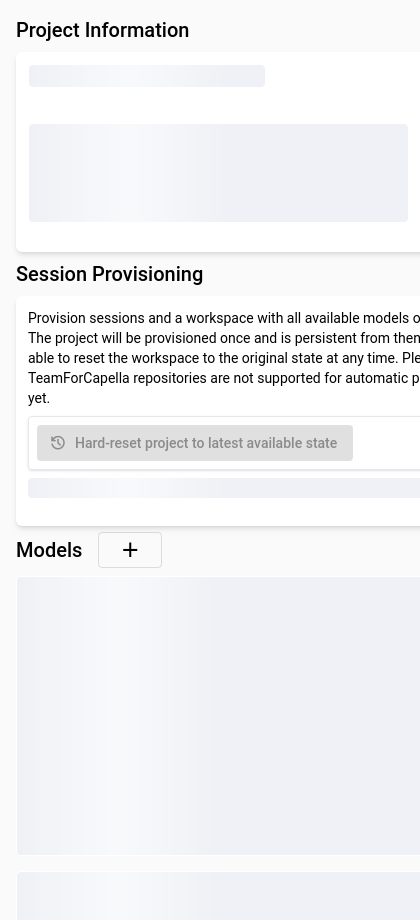 Project Information
Session Provisioning
Provision sessions and a workspace with all available models
The project will be provisioned once and is persistent from then
able to reset the workspace to the original state at any time.
TeamForCapella repositories are not supported for automatic
yet.
Hard-reset project to latest available state
Models